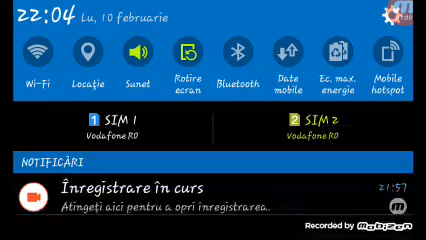 22:04 Lu, 10 februarie
Wi-Fi Locație Sunet Rotire ecran Bluetooth Date mobile Ec. max. energie Mobile hotspot
1 SIM 1 2 SIM 2
Vodafone RO Vodafone RO
NOTIFICĂRI
Înregistrare în curs 21:57
Atingeți aici pentru a opri înregistrarea.
Recorded by Mobizen